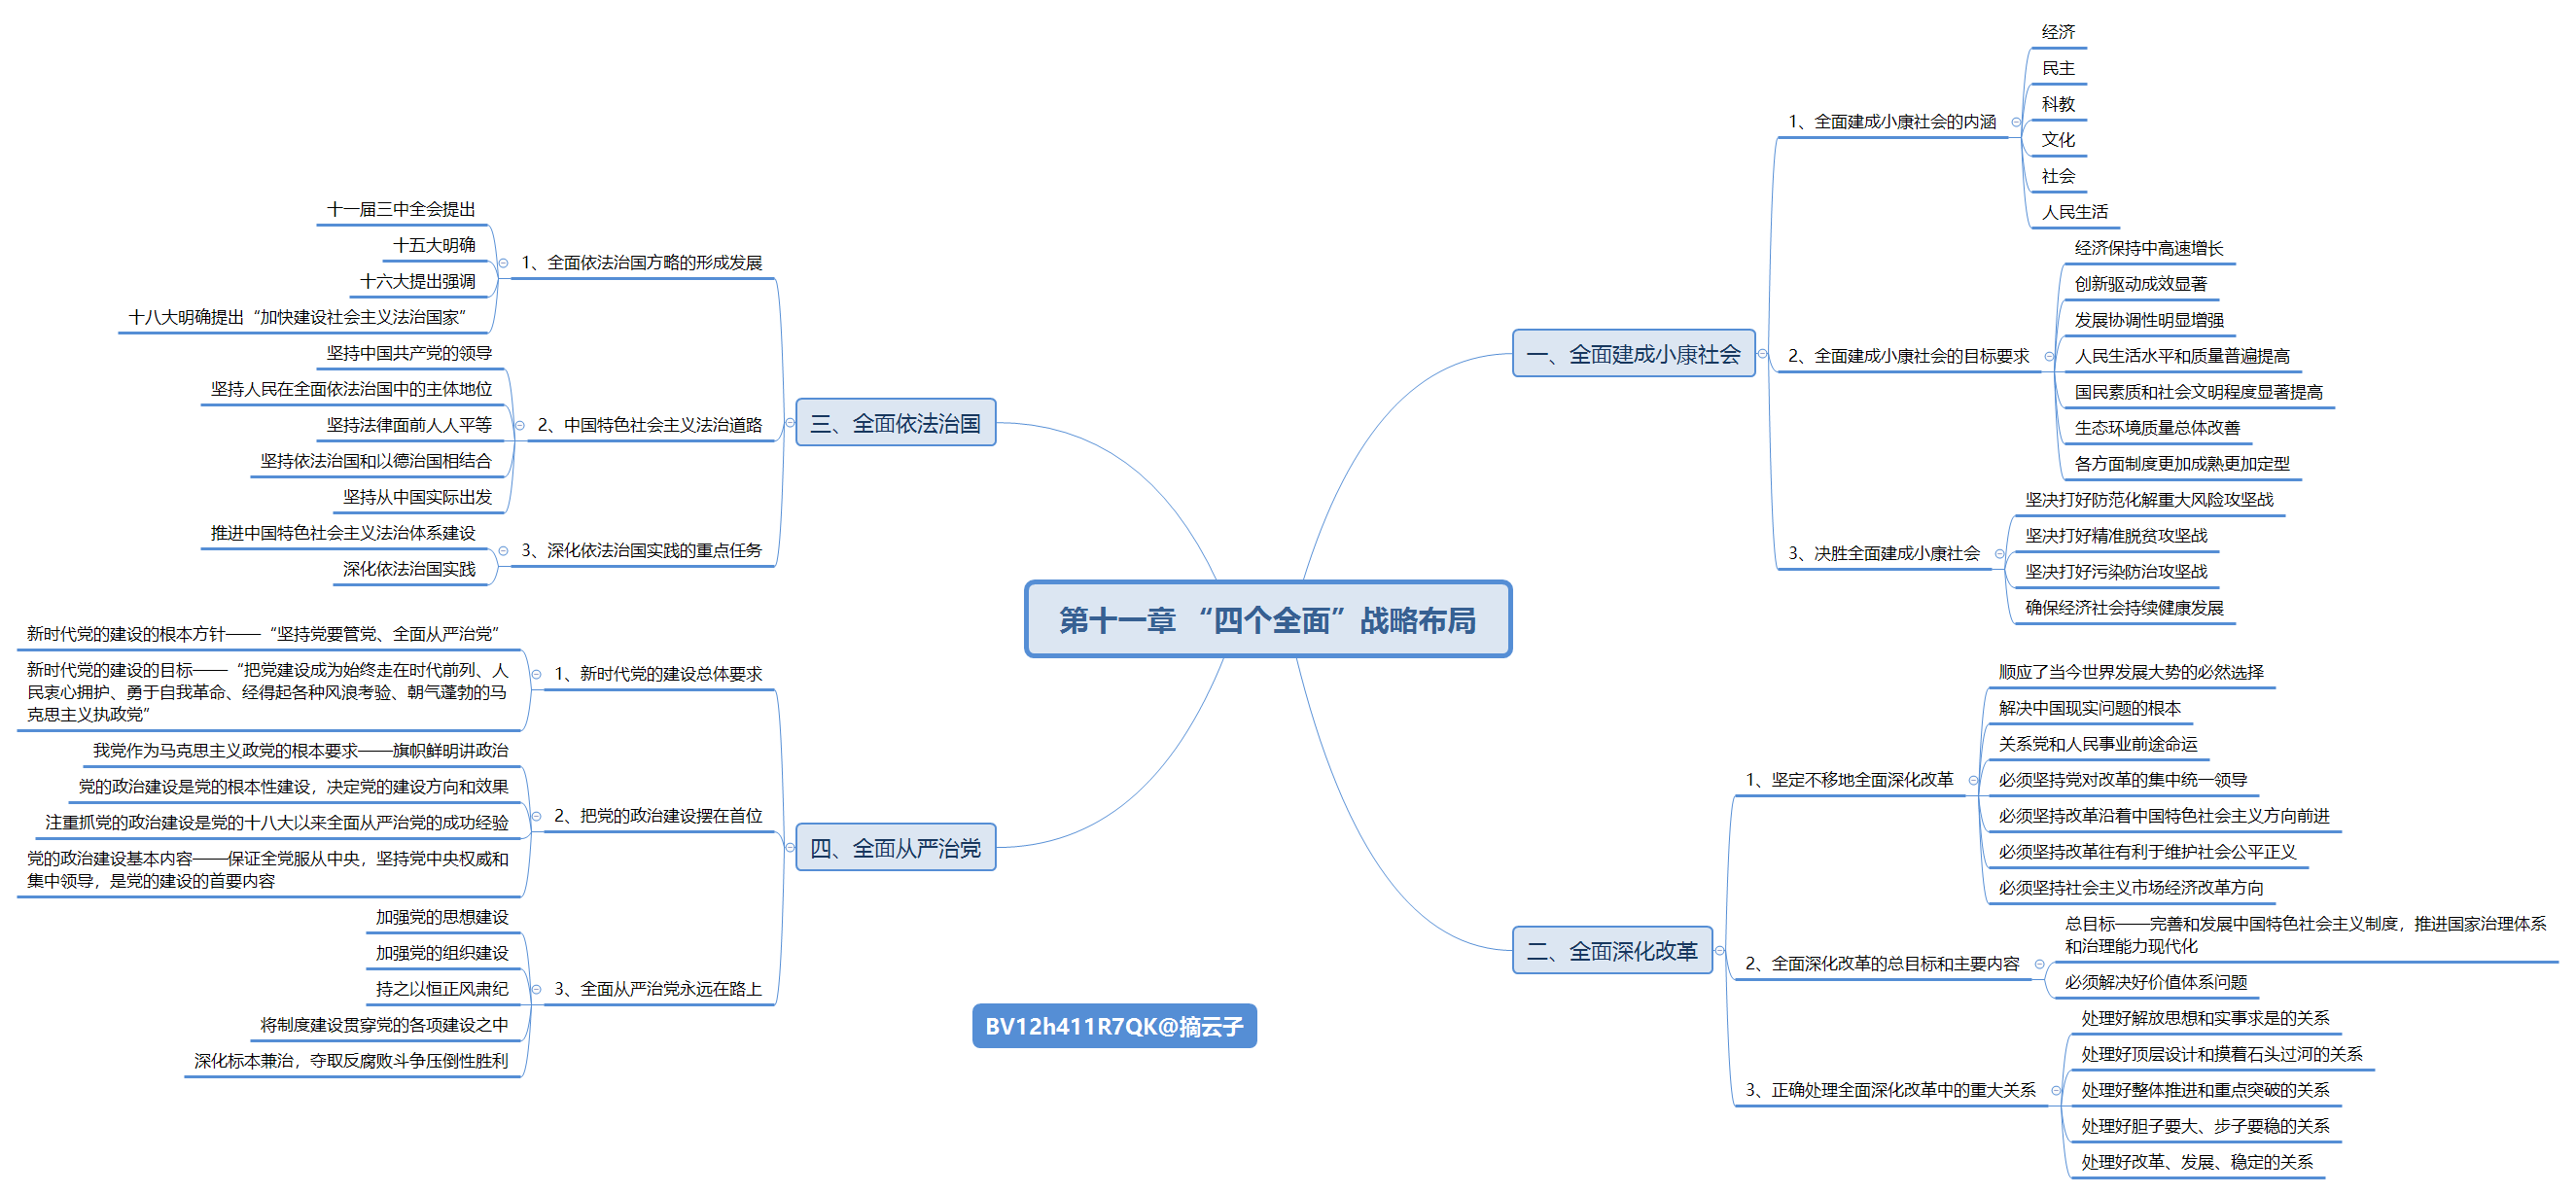 第十一章 “四个全面”战略布局
一、全面建成小康社会
1、全面建成小康社会的内涵
经济
民主
科教
文化
社会
人民生活
2、全面建成小康社会的目标要求
经济保持中高速增长
创新驱动成效显著
发展协调性明显增强
人民生活水平和质量普遍提高
国民素质和社会文明程度显著提高
生态环境质量总体改善
各方面制度更加成熟更加定型
3、决胜全面建成小康社会
坚决打好防范化解重大风险攻坚战
坚决打好精准脱贫攻坚战
坚决打好污染防治攻坚战
确保经济社会持续健康发展
二、全面深化改革
1、坚定不移地全面深化改革
顺应了当今世界发展大势的必然选择
解决中国现实问题的根本
关系党和人民事业前途命运
必须坚持党对改革的集中统一领导
必须坚持改革沿着中国特色社会主义方向前进
必须坚持改革往有利于维护社会公平正义
必须坚持社会主义市场经济改革方向
2、全面深化改革的总目标和主要内容
总目标——完善和发展中国特色社会主义制度，推进国家治理体系
和治理能力现代化
必须解决好价值体系问题
3、正确处理全面深化改革中的重大关系
处理好解放思想和实事求是的关系
处理好顶层设计和摸着石头过河的关系
处理好整体推进和重点突破的关系
处理好胆子要大、步子要稳的关系
处理好改革、发展、稳定的关系
三、全面依法治国
1、全面依法治国方略的形成发展
十一届三中全会提出
十五大明确
十六大提出强调
十八大明确提出“加快建设社会主义法治国家”
2、中国特色社会主义法治道路
坚持中国共产党的领导
坚持人民在全面依法治国中的主体地位
坚持法律面前人人平等
坚持依法治国和以德治国相结合
坚持从中国实际出发
3、深化依法治国实践的重点任务
推进中国特色社会主义法治体系建设
深化依法治国实践
四、全面从严治党
1、新时代党的建设总体要求
新时代党的建设的根本方针——“坚持党要管党、全面从严治党”
新时代党的建设的目标——“把党建设成为始终走在时代前列、人
民衷心拥护、勇于自我革命、经得起各种风浪考验、朝气蓬勃的马
克思主义执政党”
2、把党的政治建设摆在首位
我党作为马克思主义政党的根本要求——旗帜鲜明讲政治
党的政治建设是党的根本性建设，决定党的建设方向和效果
注重抓党的政治建设是党的十八大以来全面从严治党的成功经验
党的政治建设基本内容——保证全党服从中央，坚持党中央权威和
集中领导，是党的建设的首要内容
3、全面从严治党永远在路上
加强党的思想建设
加强党的组织建设
持之以恒正风肃纪
将制度建设贯穿党的各项建设之中
深化标本兼治，夺取反腐败斗争压倒性胜利
BV12h411R7QK@摘云子